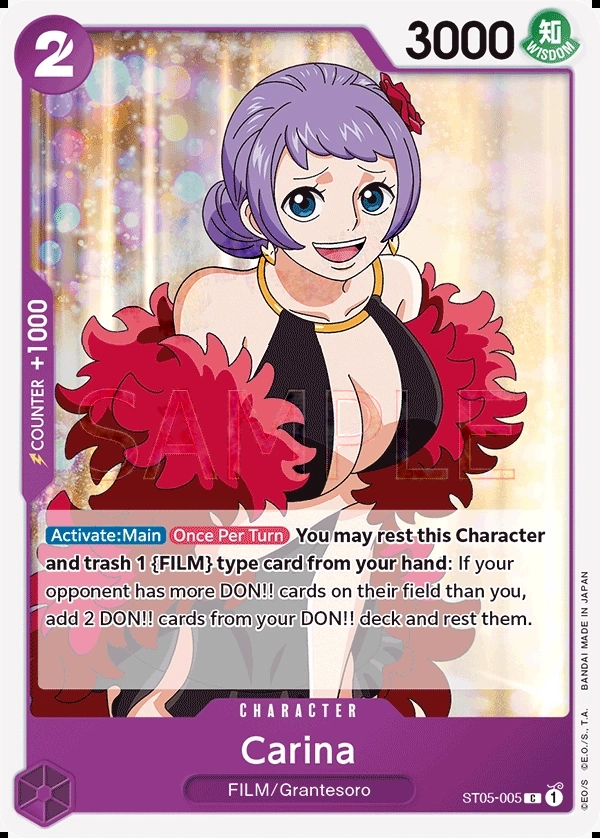 2
3000
知
WISDOM
COUNTER +1000
SAMPLE
Activate:Main Once Per Turn You may rest this Character
and trash 1 {FILM} type card from your hand: If your
opponent has more DON!! cards on their field than you,
add 2 DON!! cards from your DON!! deck and rest them.
CHARACTER
Carina
FILM/Grantesoro
ST05-005 C 1
©EO/S ©E.O./S., T.A. BANDAI MADE IN JAPAN